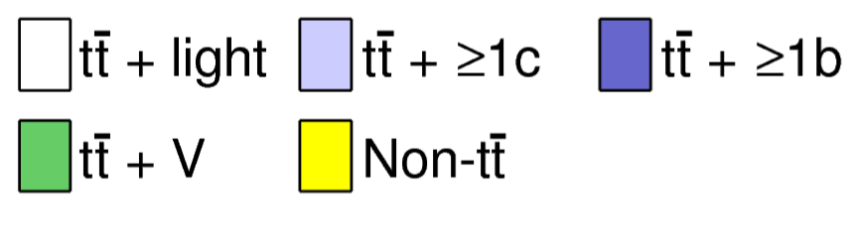 tt̄ + light tt̄ + ≥1c tt̄ + ≥1b
tt̄ + V Non-tt̄